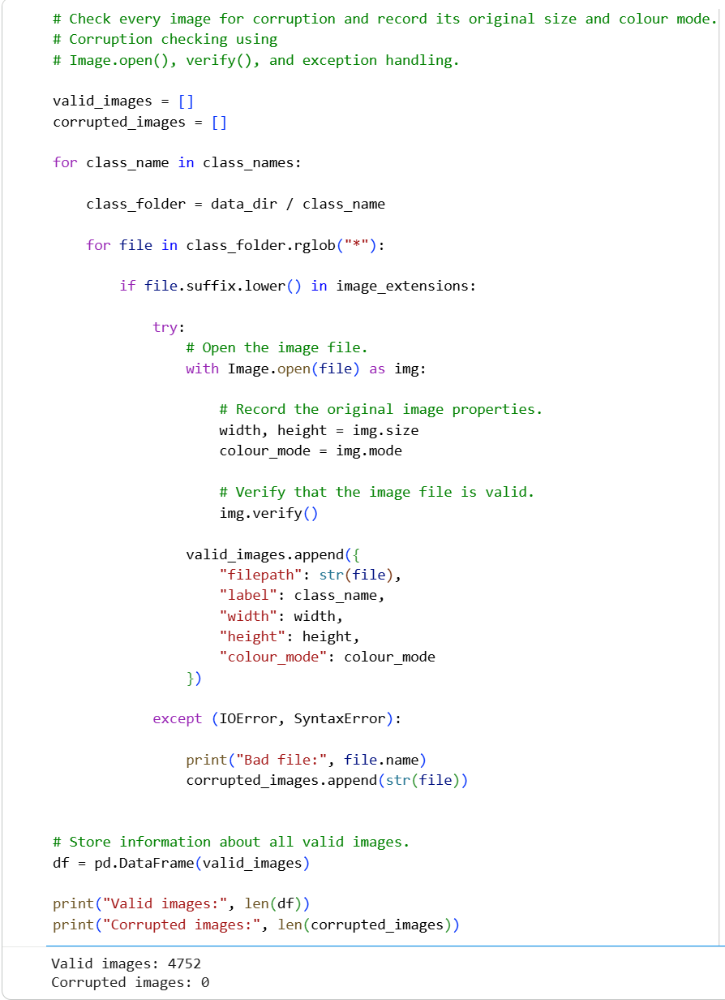 # Check every image for corruption and record its original size and colour mode.
# Corruption checking using
# Image.open(), verify(), and exception handling.

valid_images = []
corrupted_images = []

for class_name in class_names:

    class_folder = data_dir / class_name

    for file in class_folder.rglob("*"):

        if file.suffix.lower() in image_extensions:

            try:
                # Open the image file.
                with Image.open(file) as img:

                    # Record the original image properties.
                    width, height = img.size
                    colour_mode = img.mode

                    # Verify that the image file is valid.
                    img.verify()

                valid_images.append({
                    "filepath": str(file),
                    "label": class_name,
                    "width": width,
                    "height": height,
                    "colour_mode": colour_mode
                })

            except (IOError, SyntaxError):

                print("Bad file:", file.name)
                corrupted_images.append(str(file))


# Store information about all valid images.
df = pd.DataFrame(valid_images)

print("Valid images:", len(df))
print("Corrupted images:", len(corrupted_images))
Valid images: 4752
Corrupted images: 0